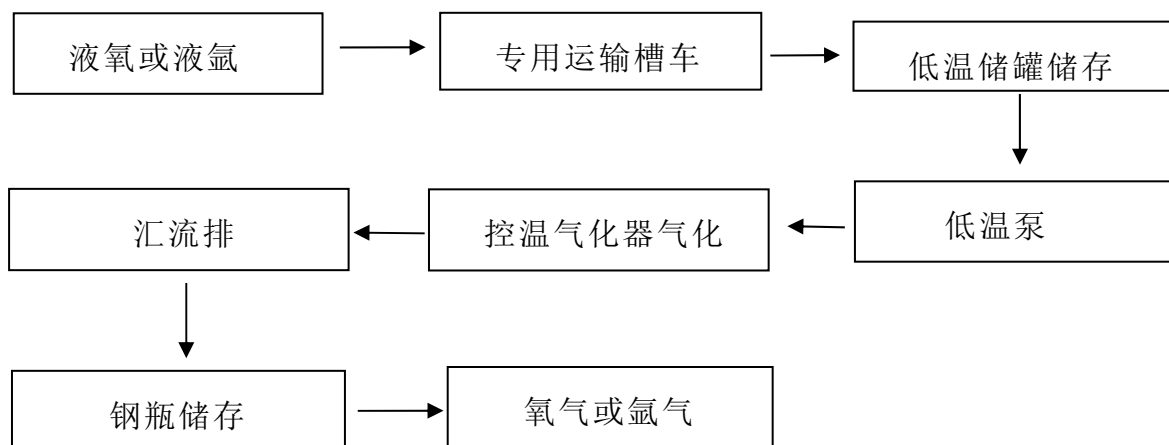 液氧或液氩
专用运输槽车
低温储罐储存
低温泵
控温气化器气化
汇流排
钢瓶储存
氧气或氩气